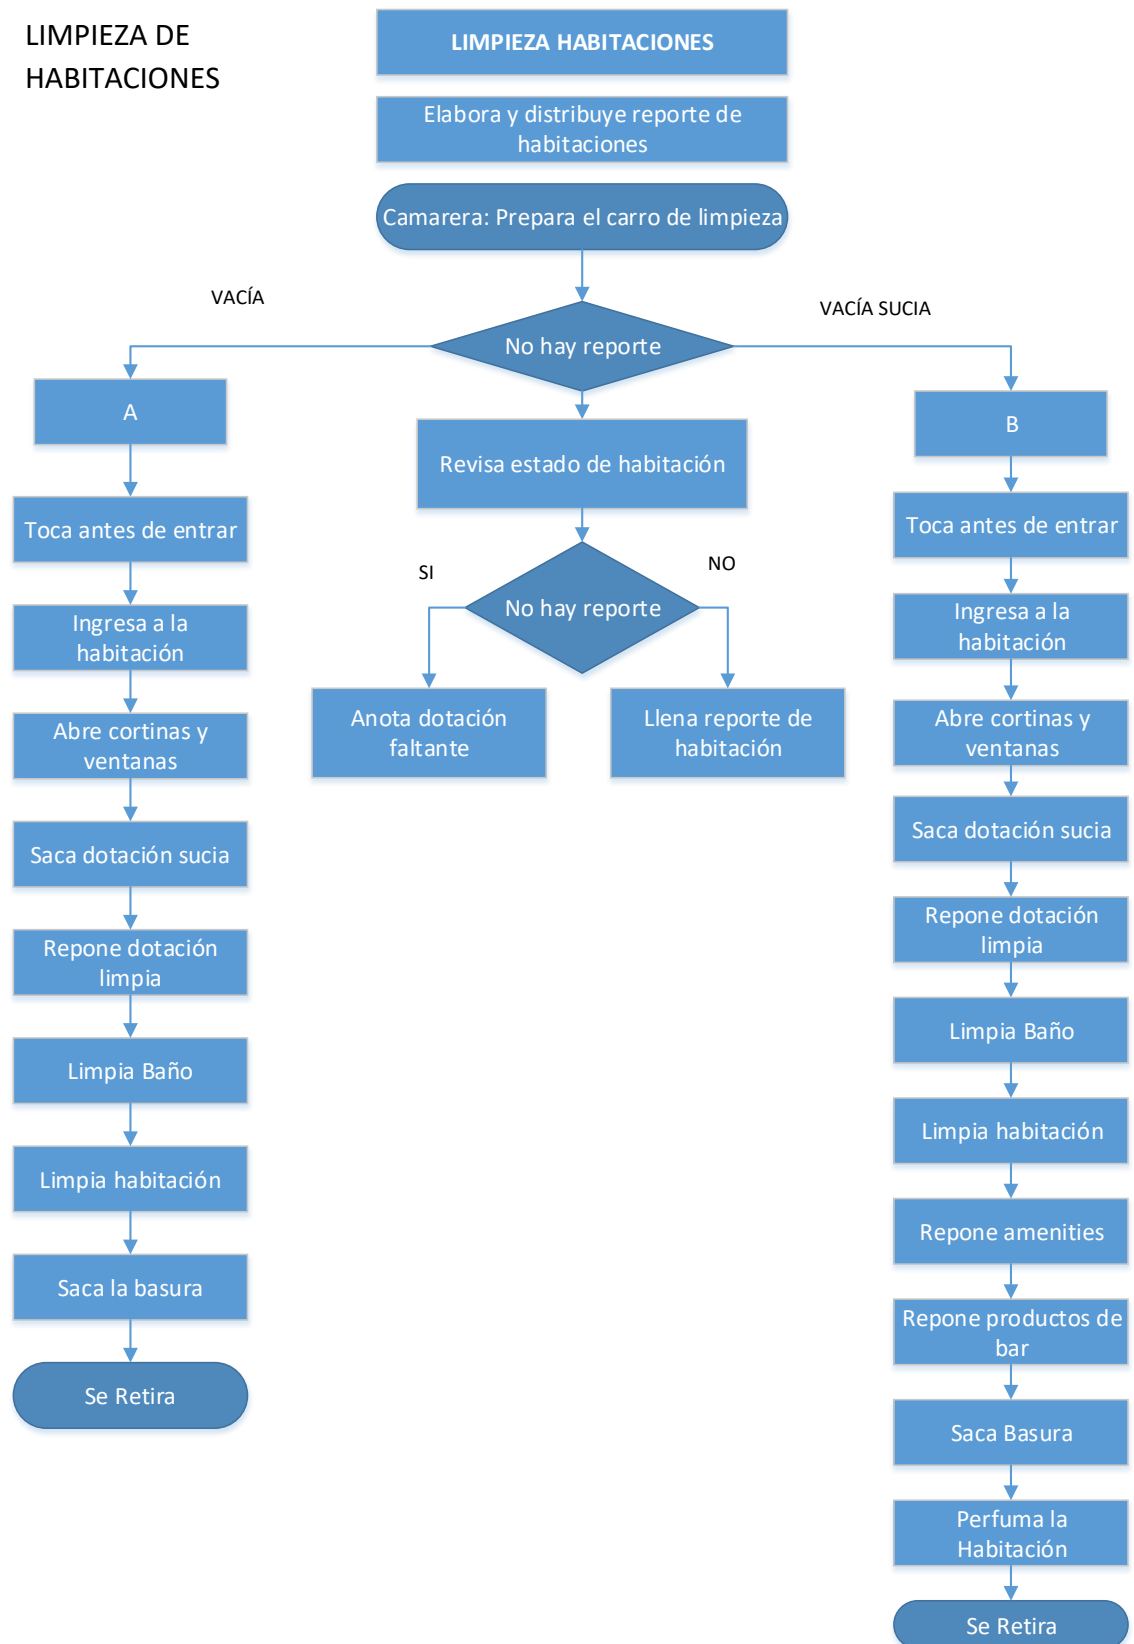 LIMPIEZA DE
HABITACIONES
LIMPIEZA HABITACIONES
Elabora y distribuye reporte de
habitaciones
Camarera: Prepara el carro de limpieza
VACÍA
VACÍA SUCIA
No hay reporte
A
Toca antes de entrar
Ingresa a la
habitación
Abre cortinas y
ventanas
Saca dotación sucia
Repone dotación
limpia
Limpia Baño
Limpia habitación
Saca la basura
Se Retira
Revisa estado de habitación
SI
NO
No hay reporte
Anota dotación
faltante
Llena reporte de
habitación
B
Toca antes de entrar
Ingresa a la
habitación
Abre cortinas y
ventanas
Saca dotación sucia
Repone dotación
limpia
Limpia Baño
Limpia habitación
Repone amenities
Repone productos de
bar
Saca Basura
Perfuma la
Habitación
Se Retira